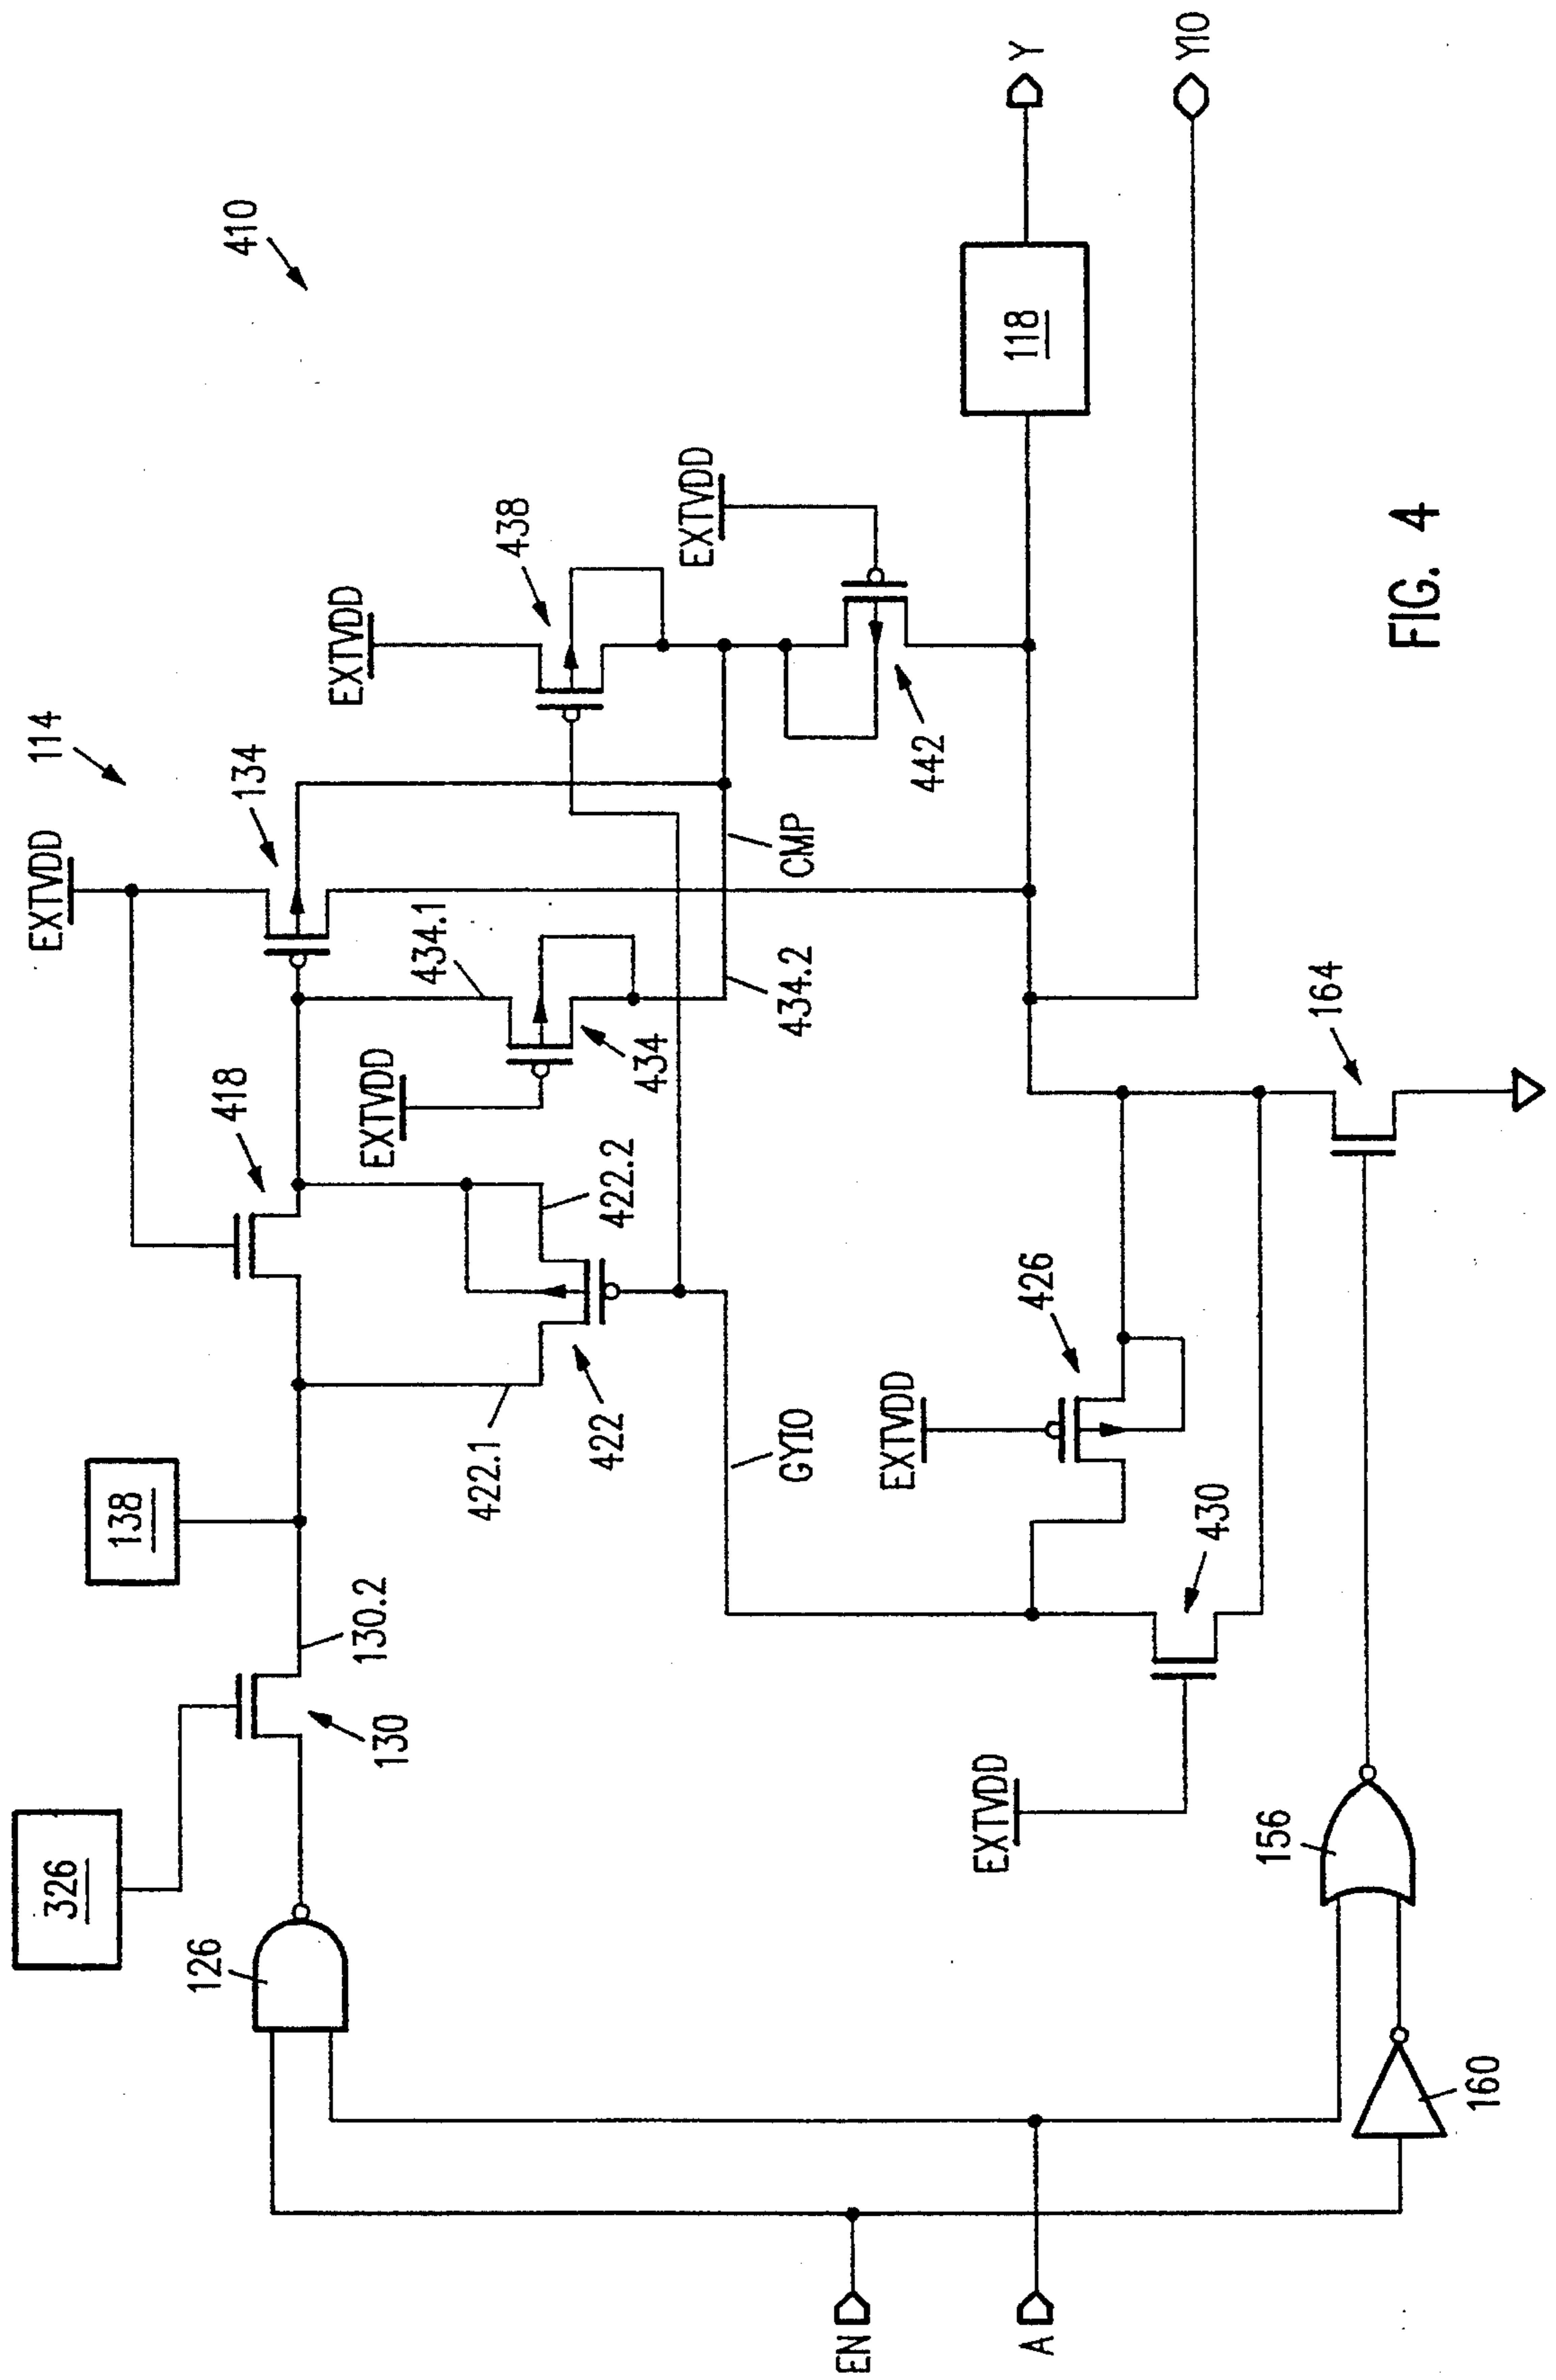 410
114
EXTVDD
134
EXTVDD
438
EXTVDD
418
434.1
CMP
442
EXTVDD
434
434.2
118
Y
YIO
326
138
130
130.2
422.1
422
422.2
126
GYIO
EXTVDD
426
EXTVDD
430
164
156
160
EN
A
FIG. 4